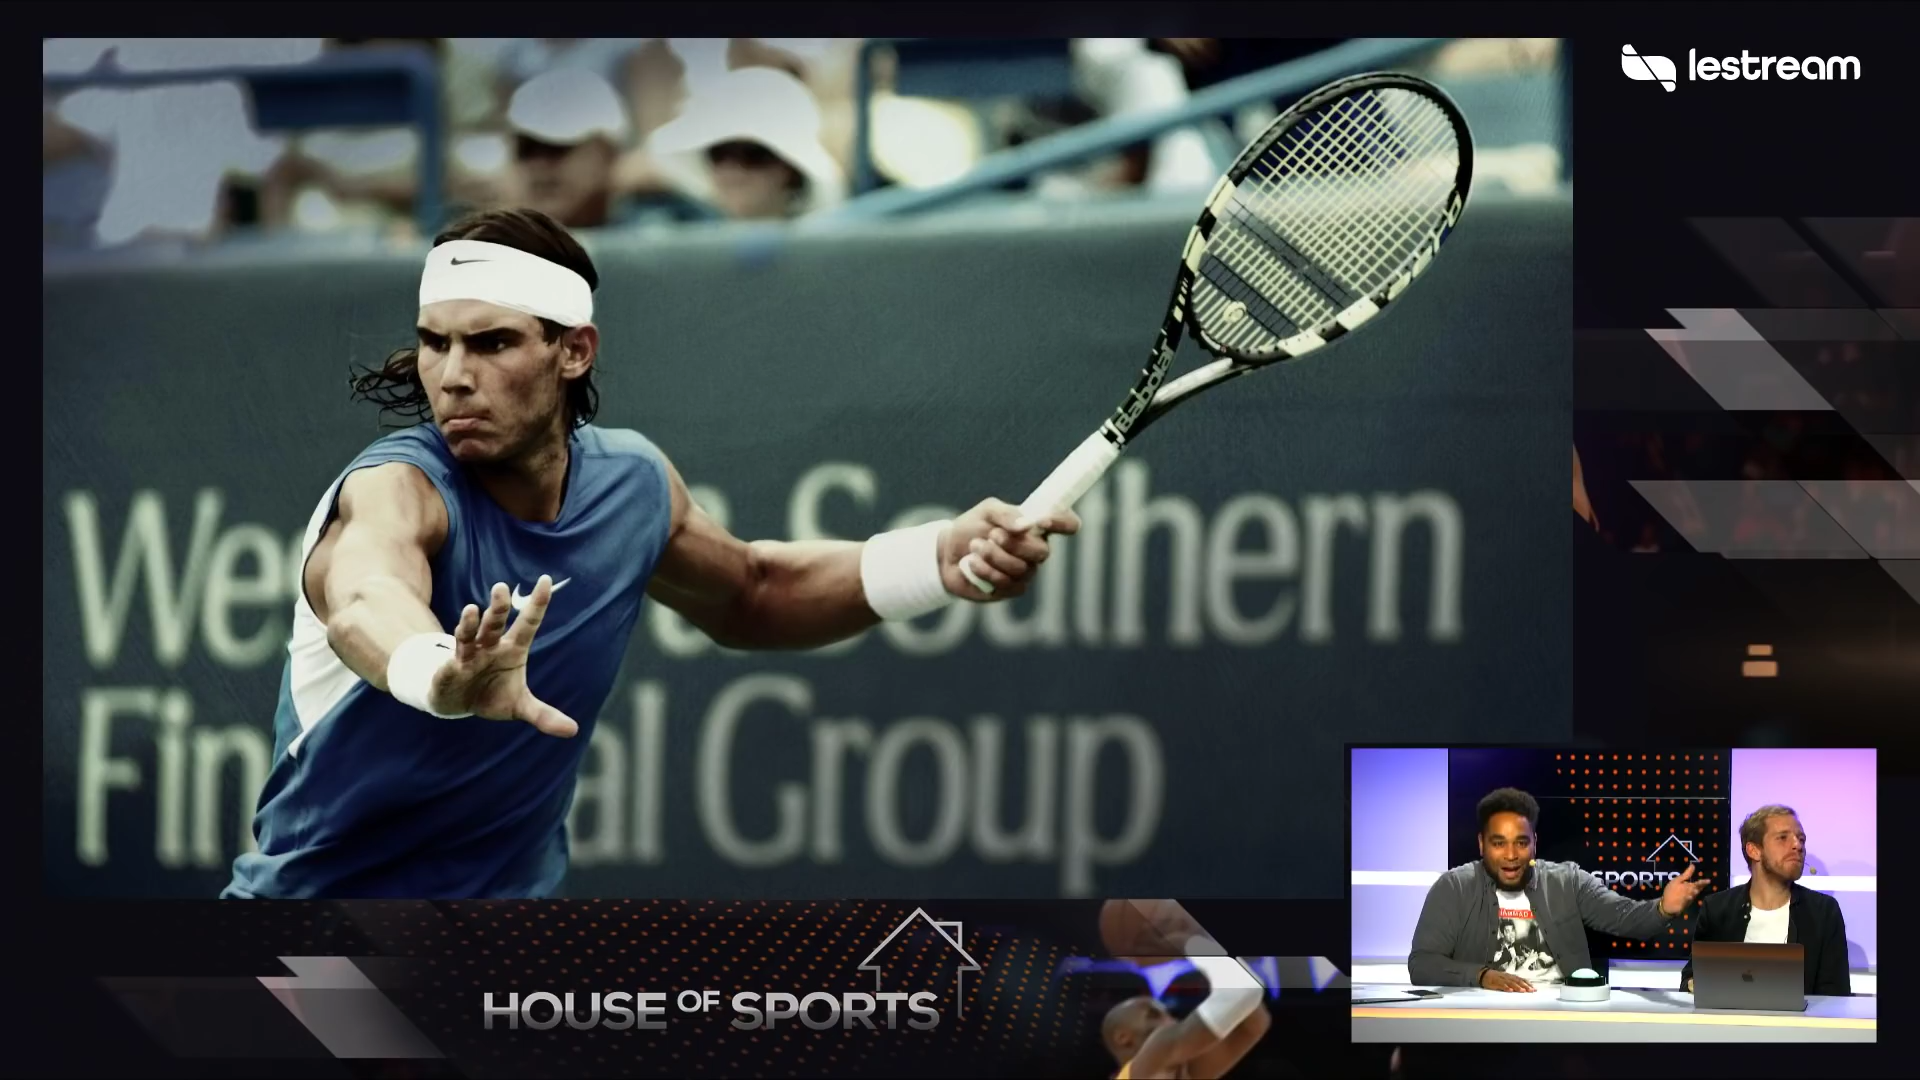 lestream
Babolat
We & Southern
Fin al Group
SPORTS
HOUSE OF SPORTS